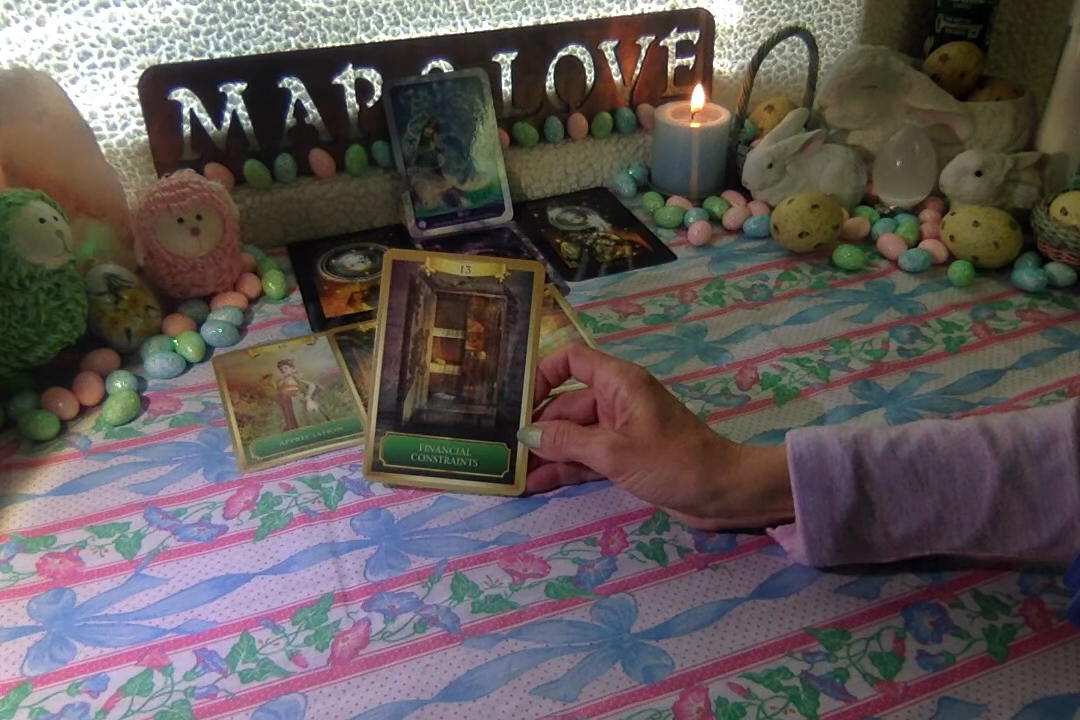 LOVE
13
APPRECIATION
FINANCIAL
CONSTRAINTS